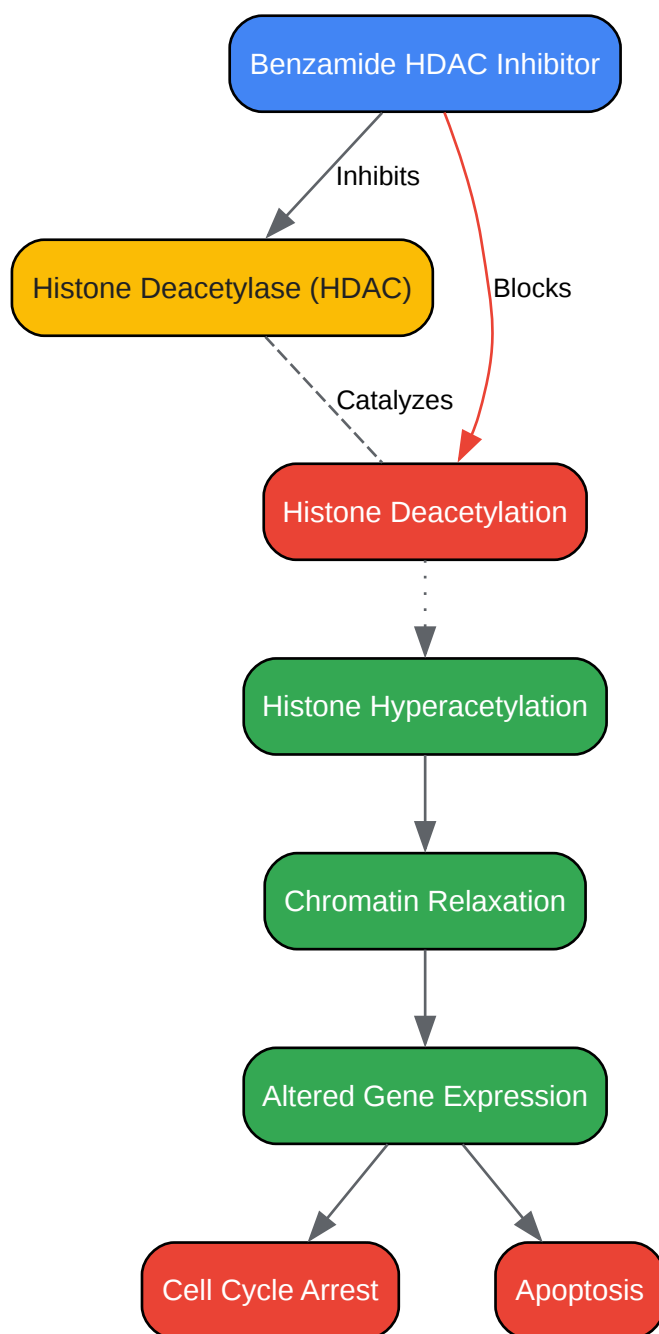 Benzamide HDAC Inhibitor
Inhibits
Histone Deacetylase (HDAC)
Blocks
Catalyzes
Histone Deacetylation
Histone Hyperacetylation
Chromatin Relaxation
Altered Gene Expression
Cell Cycle Arrest
Apoptosis